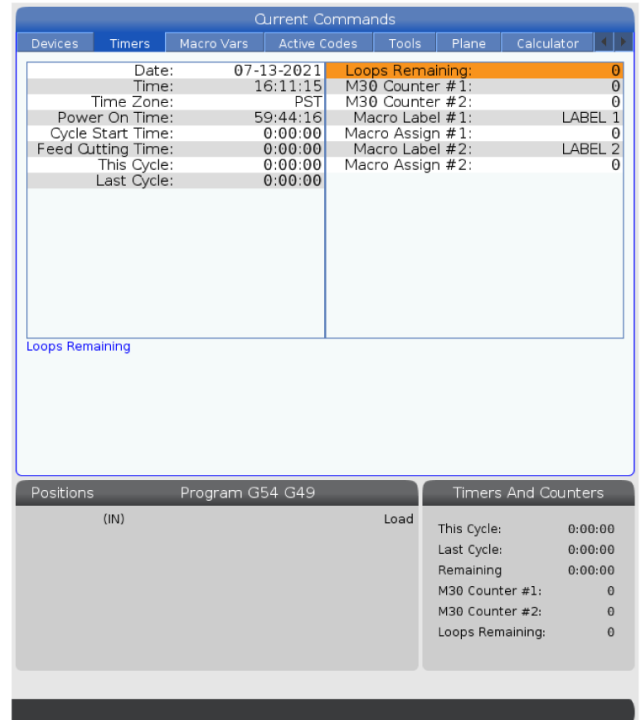 Current Commands
Devices Timers Macro Vars Active Codes Tools Plane Calculator
Date: 07-13-2021
Time: 16:11:15
Time Zone: PST
Power On Time: 59:44:16
Cycle Start Time: 0:00:00
Feed Cutting Time: 0:00:00
This Cycle: 0:00:00
Last Cycle: 0:00:00
Loops Remaining: 0
M30 Counter #1: 0
M30 Counter #2: 0
Macro Label #1: LABEL 1
Macro Assign #1: 0
Macro Label #2: LABEL 2
Macro Assign #2: 0
Loops Remaining
Positions Program G54 G49
(IN) Load
Timers And Counters
This Cycle: 0:00:00
Last Cycle: 0:00:00
Remaining 0:00:00
M30 Counter #1: 0
M30 Counter #2: 0
Loops Remaining: 0